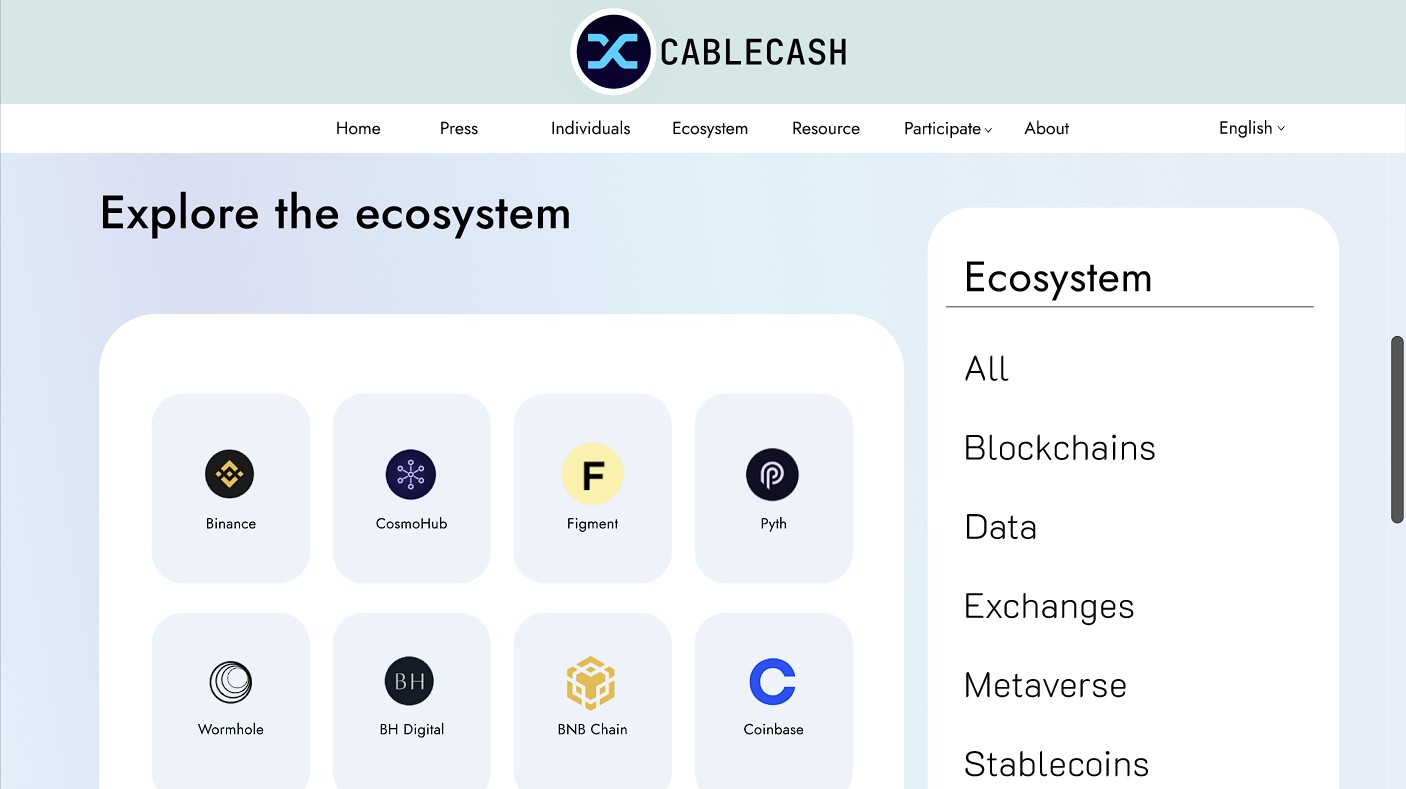 CABLECASH
Home Press Individuals Ecosystem Resource Participate About English
Explore the ecosystem
Binance CosmoHub F Figment Pyth
Wormhole BH BH Digital BNB Chain Coinbase
Ecosystem
All
Blockchains
Data
Exchanges
Metaverse
Stablecoins